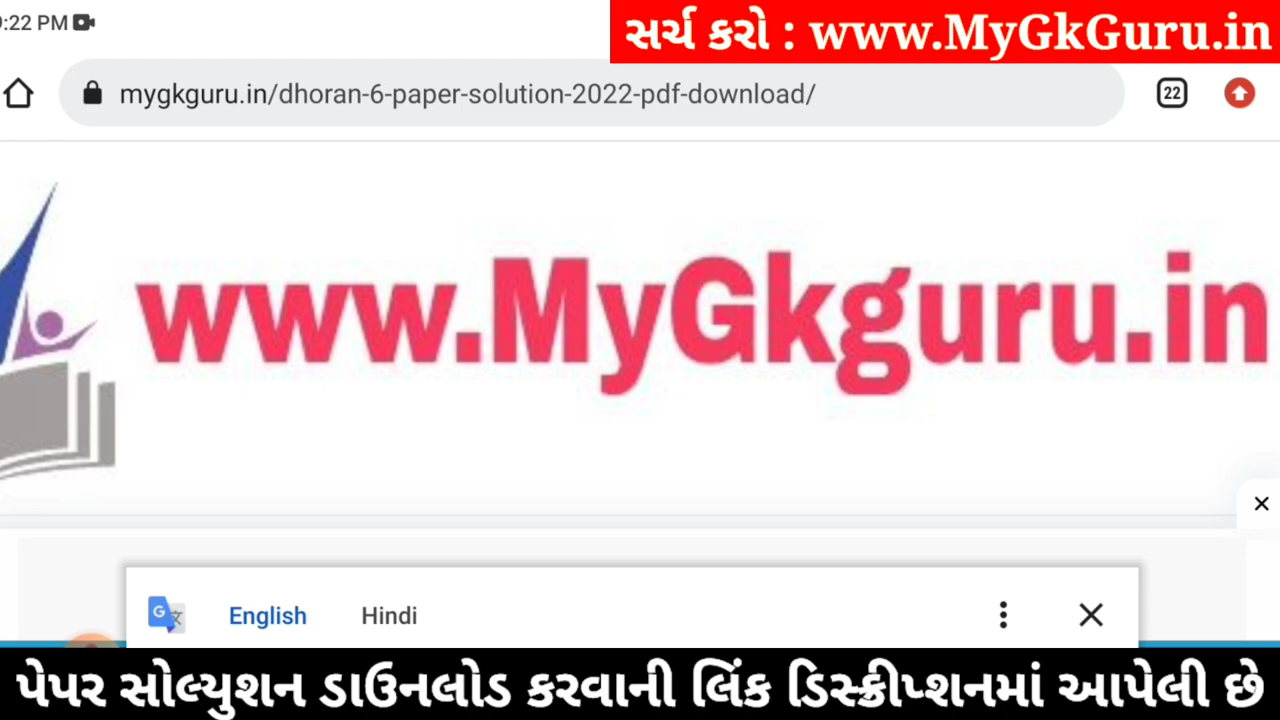 :22 PM
સર્ચ કરો : www.MyGkGuru.in
mygkguru.in/dhoran-6-paper-solution-2022-pdf-download/
22
www.MyGkguru.in
English Hindi
પેપર સોલ્યુશન ડાઉનલોડ કરવાની લિંક ડિસ્ક્રીપ્શનમાં આપેલી છે